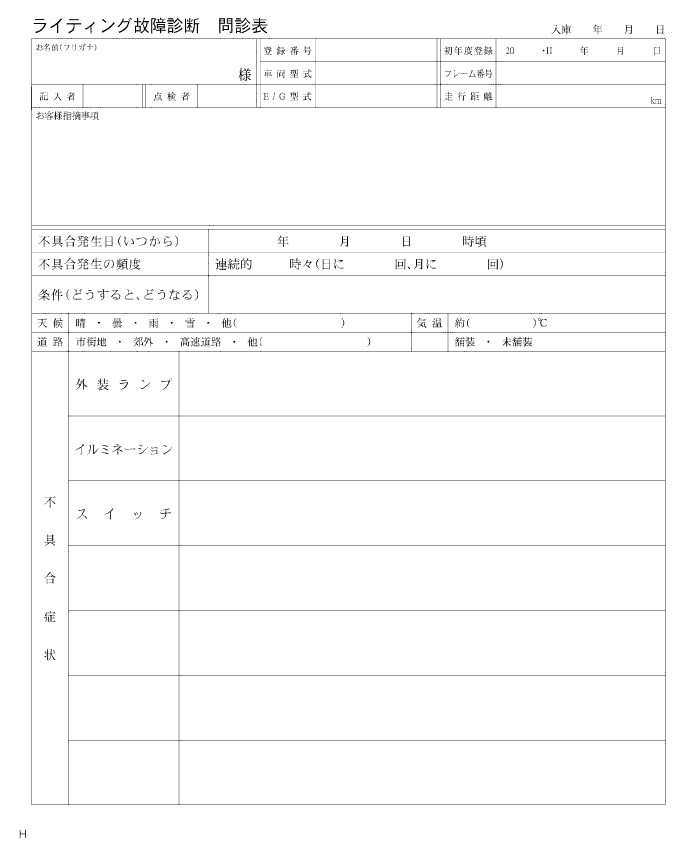 ライティング故障診断　問診表
入庫　年　月　日
お名前(フリガナ)
様
登録番号
初年度登録　20　・H　年　月　日
車両型式
フレーム番号
記入者
点検者
E/G型式
走行距離
km
お客様指摘事項
不具合発生日(いつから)　年　月　日　時頃
不具合発生の頻度　連続的　時々(日に　回、月に　回)
条件(どうすると、どうなる)
天候　晴 ・ 曇 ・ 雨 ・ 雪 ・ 他(　)　気温　約(　)℃
道路　市街地 ・ 郊外 ・ 高速道路 ・ 他(　)　舗装 ・ 未舗装
不具合症状
外装ランプ
イルミネーション
スイッチ
H